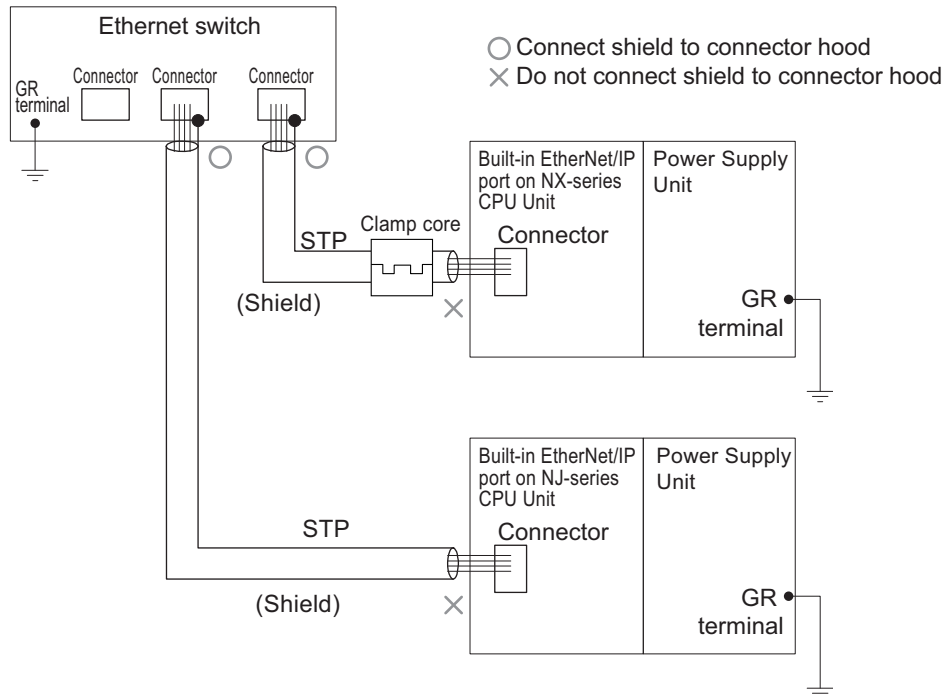 Ethernet switch
Connector
Connector
Connector
GR
terminal
○ Connect shield to connector hood
× Do not connect shield to connector hood
Built-in EtherNet/IP
port on NX-series
CPU Unit
Power Supply
Unit
Clamp core
STP
Connector
(Shield)
GR
terminal
Built-in EtherNet/IP
port on NJ-series
CPU Unit
Power Supply
Unit
STP
Connector
(Shield)
GR
terminal